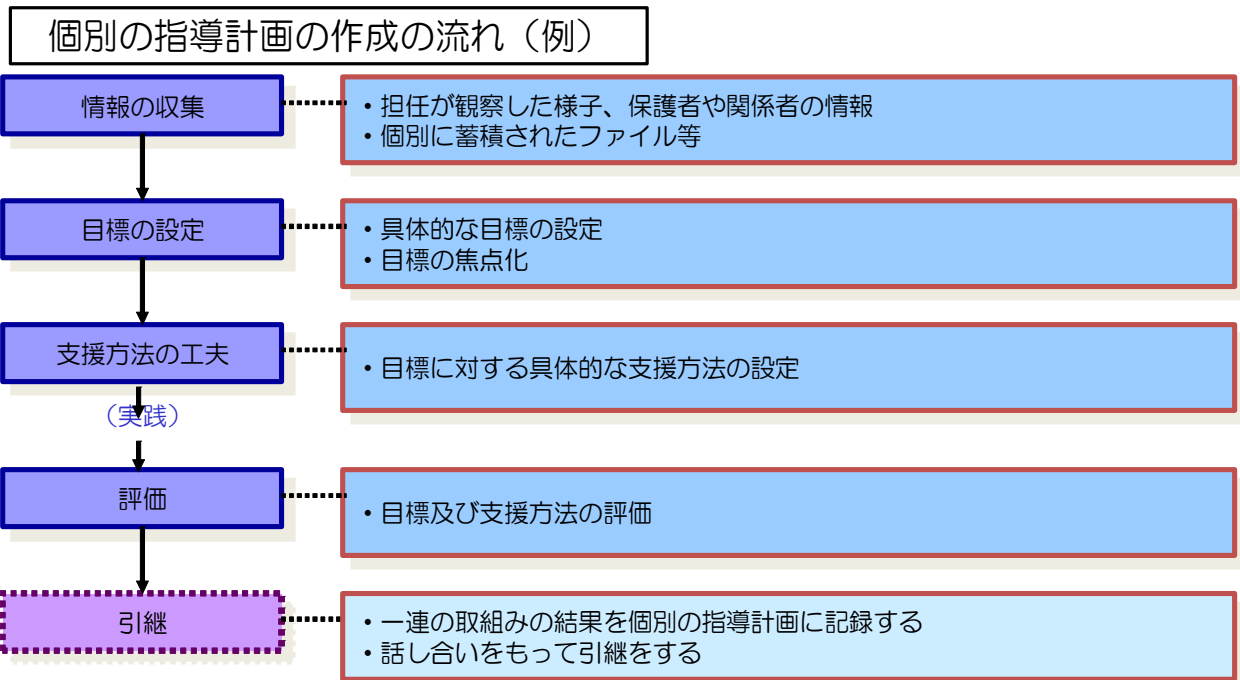 個別の指導計画の作成の流れ（例）
情報の収集
・担任が観察した様子、保護者や関係者の情報
・個別に蓄積されたファイル等
目標の設定
・具体的な目標の設定
・目標の焦点化
支援方法の工夫
・目標に対する具体的な支援方法の設定
（実践）
評価
・目標及び支援方法の評価
引継
・一連の取組みの結果を個別の指導計画に記録する
・話し合いをもって引継をする